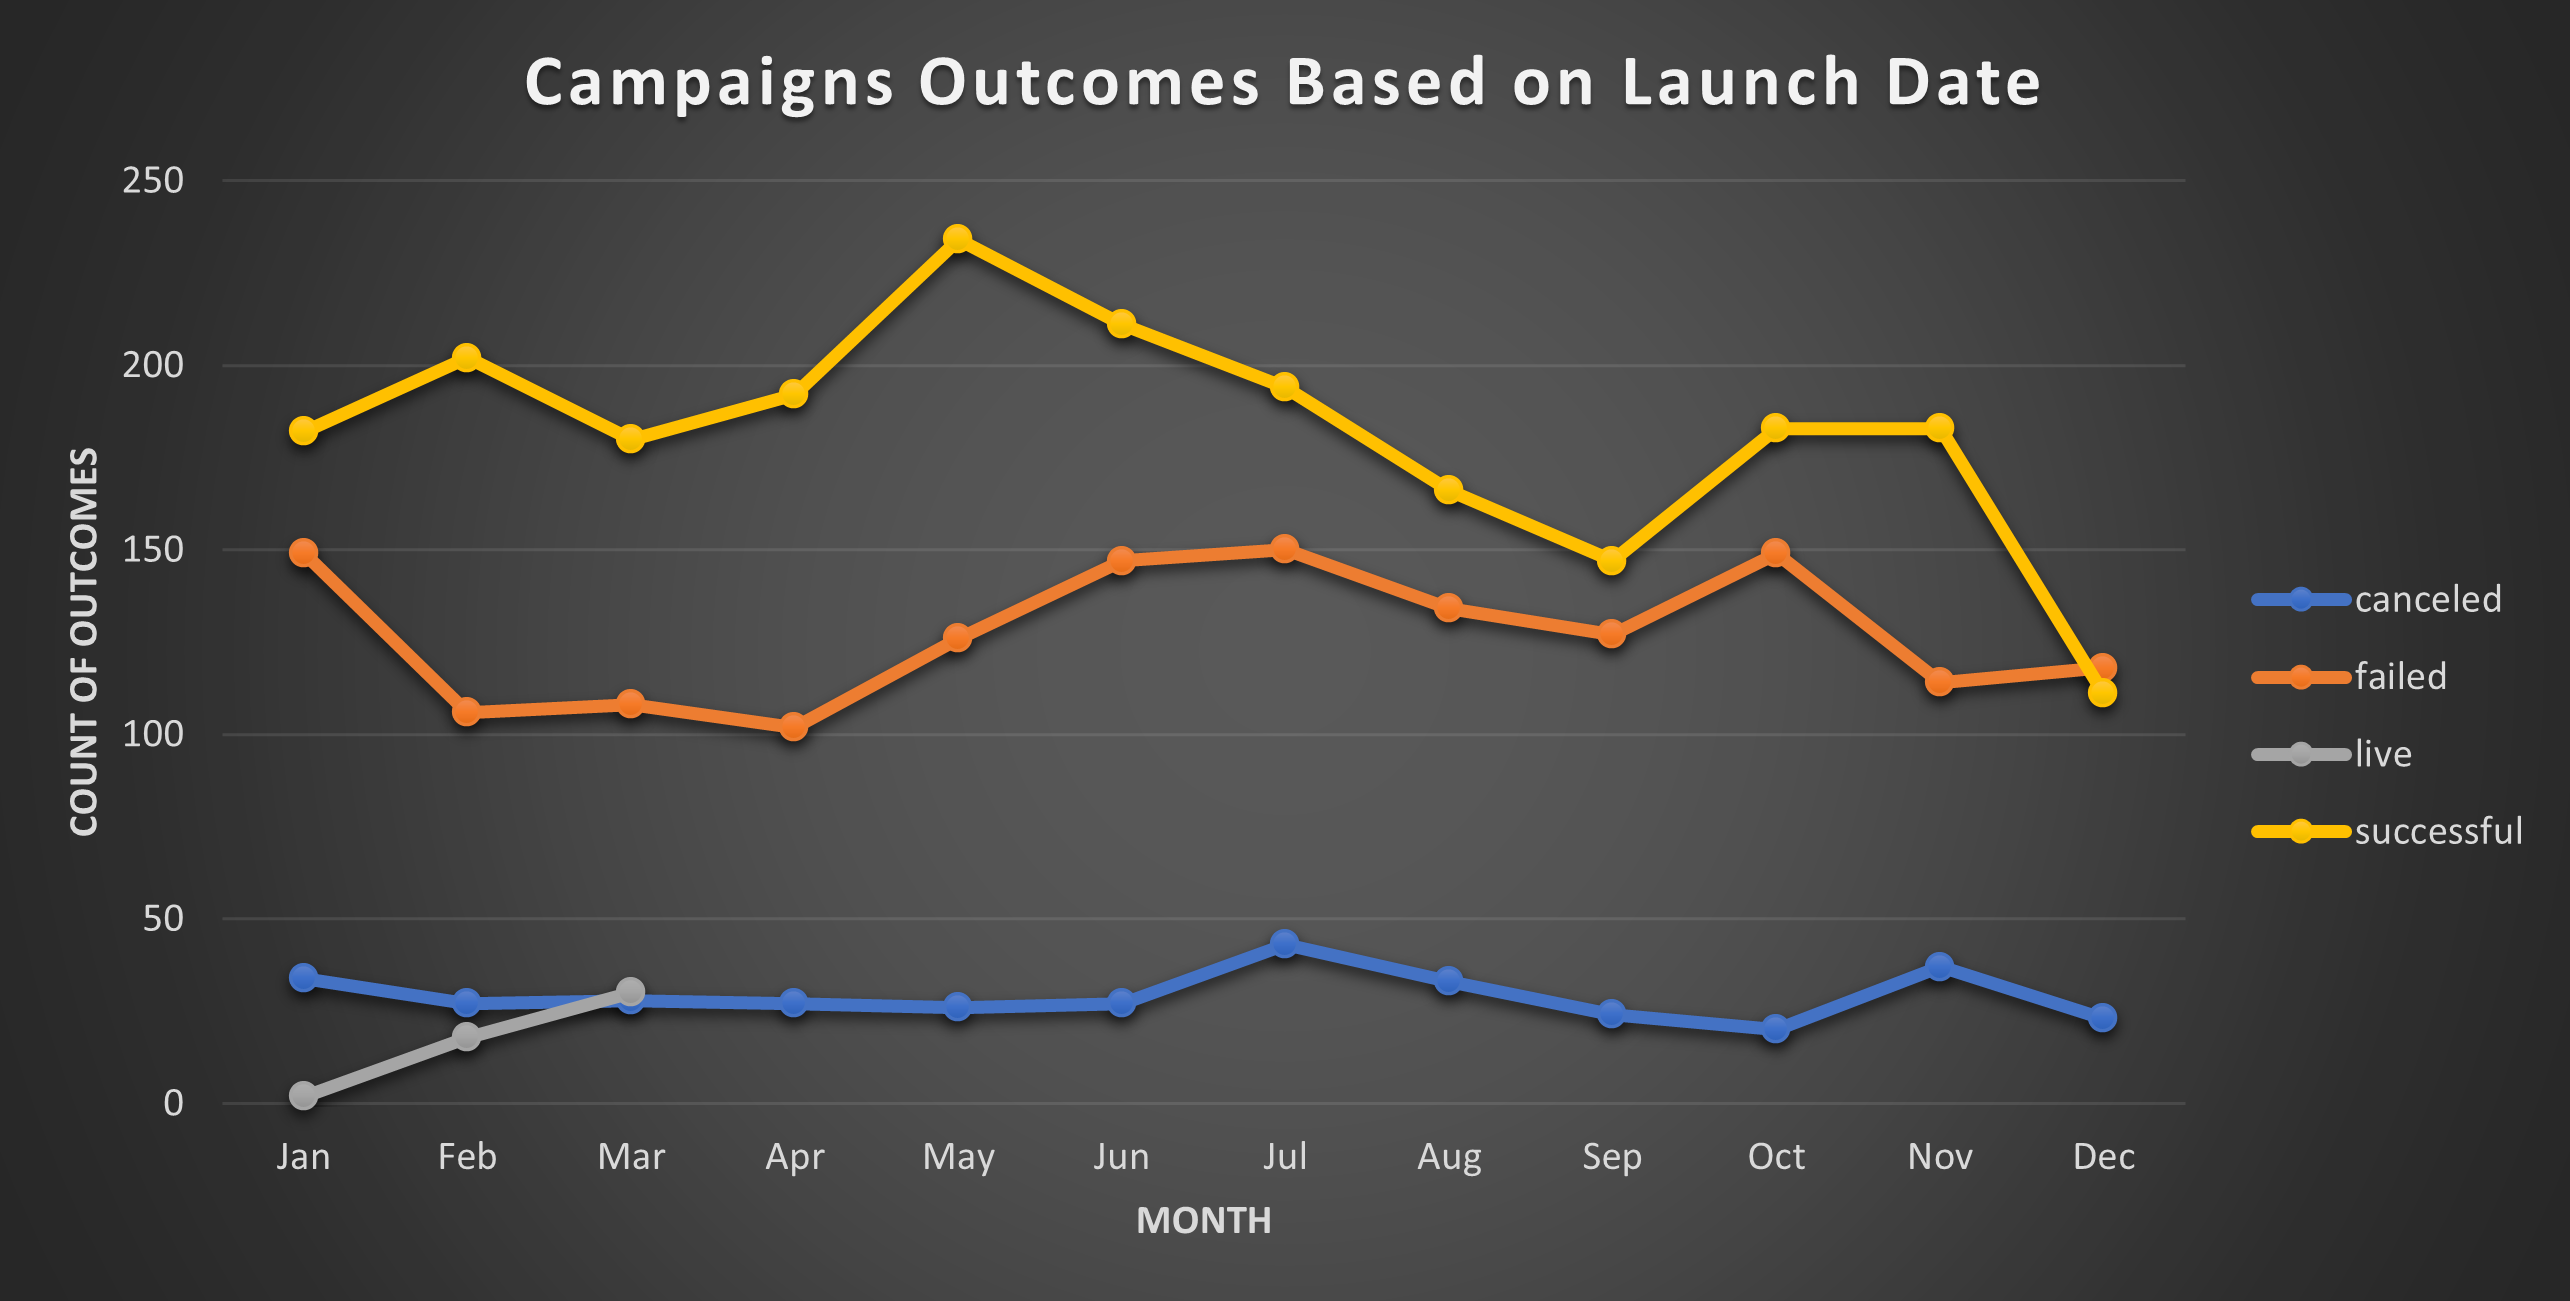 Campaigns Outcomes Based on Launch Date
250
200
150
100
50
0
COUNT OF OUTCOMES
Jan Feb Mar Apr May Jun Jul Aug Sep Oct Nov Dec
MONTH
canceled
failed
live
successful